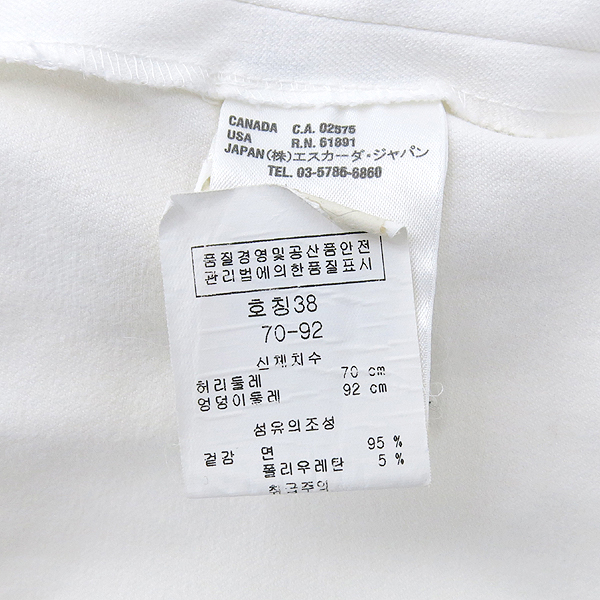 CANADA C.A. 02575
USA R.N. 61891
JAPAN(株)エスカーダ・ジャパン
TEL. 03-5786-6860
품질경영및공산품안전
관리법에의한품질표시
호칭38
70-92
신체치수
허리둘레 70 cm
엉덩이둘레 92 cm
섬유의조성
겉감 면 95 %
폴리우레탄 5 %
취급주의